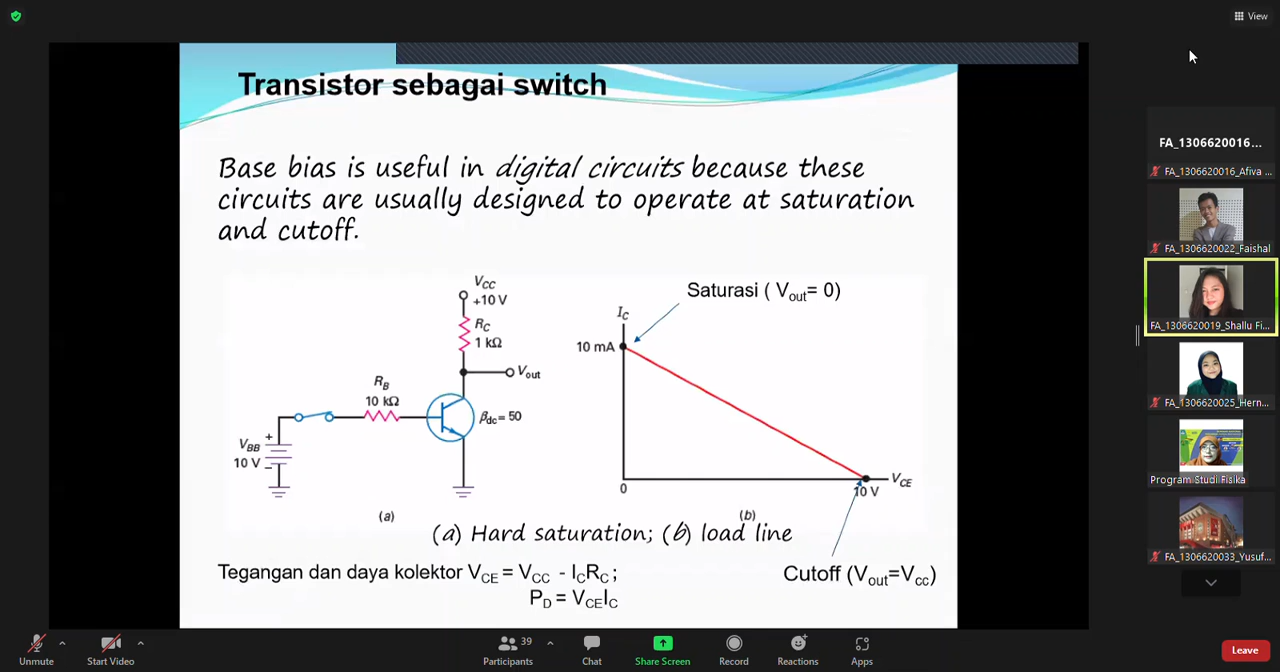 View
Transistor sebagai switch
Base bias is useful in digital circuits because these
circuits are usually designed to operate at saturation
and cutoff.
VCC
+10 V
RC
1 kΩ
Vout
RB
10 kΩ
βdc = 50
VBB
+
10 V
−
(a)
Saturasi ( Vout= 0)
IC
10 mA
0
10 V
VCE
(b)
(a) Hard saturation; (b) load line
Tegangan dan daya kolektor VCE = VCC - ICRC ;
PD = VCEIC
Cutoff (Vout=Vcc)
FA_1306620016...
FA_1306620016_Afiva ...
FA_1306620022_Faishal
FA_1306620019_Shallu Fi...
FA_1306620025_Hern...
Program Studi Fisika
FA_1306620033_Yusuf...
Unmute
Start Video
39
Participants
Chat
Share Screen
Record
Reactions
Apps
Leave